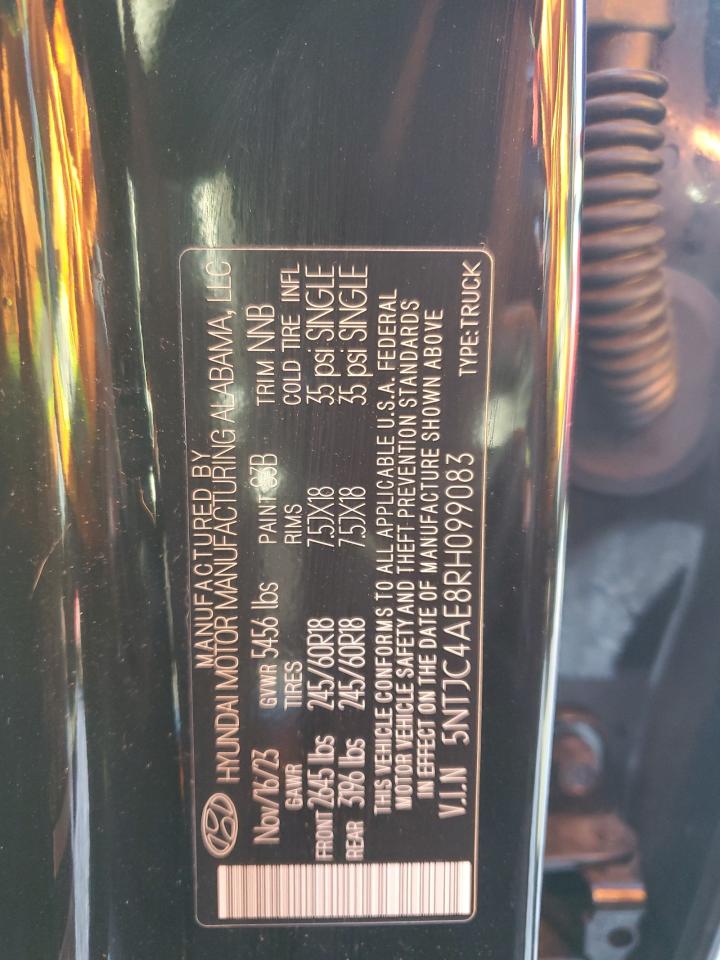 MANUFACTURED BY
HYUNDAI MOTOR MANUFACTURING ALABAMA, LLC
Nov/16/23 GVWR 5456 lbs PAINT S3B TRIM NNB
GAWR TIRES RIMS COLD TIRE INFL
FRONT 2645 lbs 245/60R18 7.5JX18 35 psi SINGLE
REAR 3196 lbs 245/60R18 7.5JX18 35 psi SINGLE
THIS VEHICLE CONFORMS TO ALL APPLICABLE U.S.A. FEDERAL
MOTOR VEHICLE SAFETY AND THEFT PREVENTION STANDARDS
IN EFFECT ON THE DATE OF MANUFACTURE SHOWN ABOVE
V.I.N 5NTJC4AE8RH099083 TYPE:TRUCK